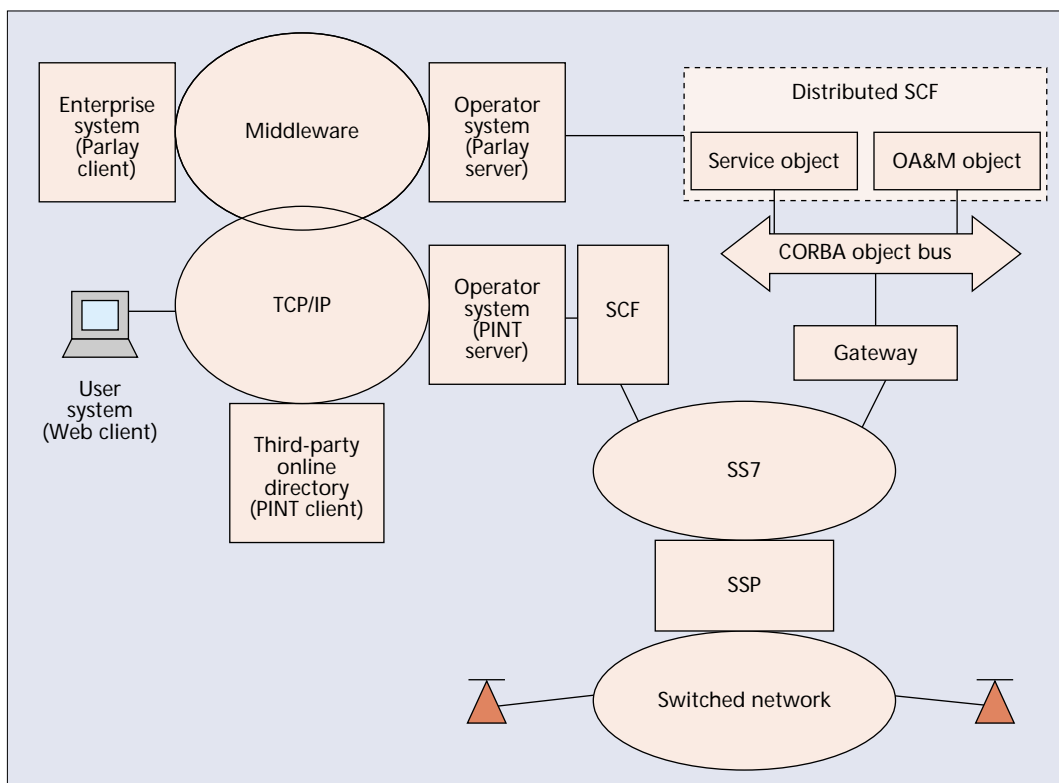 Enterprise
system
(Parlay
client)
Middleware
Operator
system
(Parlay
server)
Distributed SCF
Service object
OA&M object
CORBA object bus
TCP/IP
Operator
system
(PINT
server)
SCF
Gateway
User
system
(Web client)
Third-party
online
directory
(PINT client)
SS7
SSP
Switched network